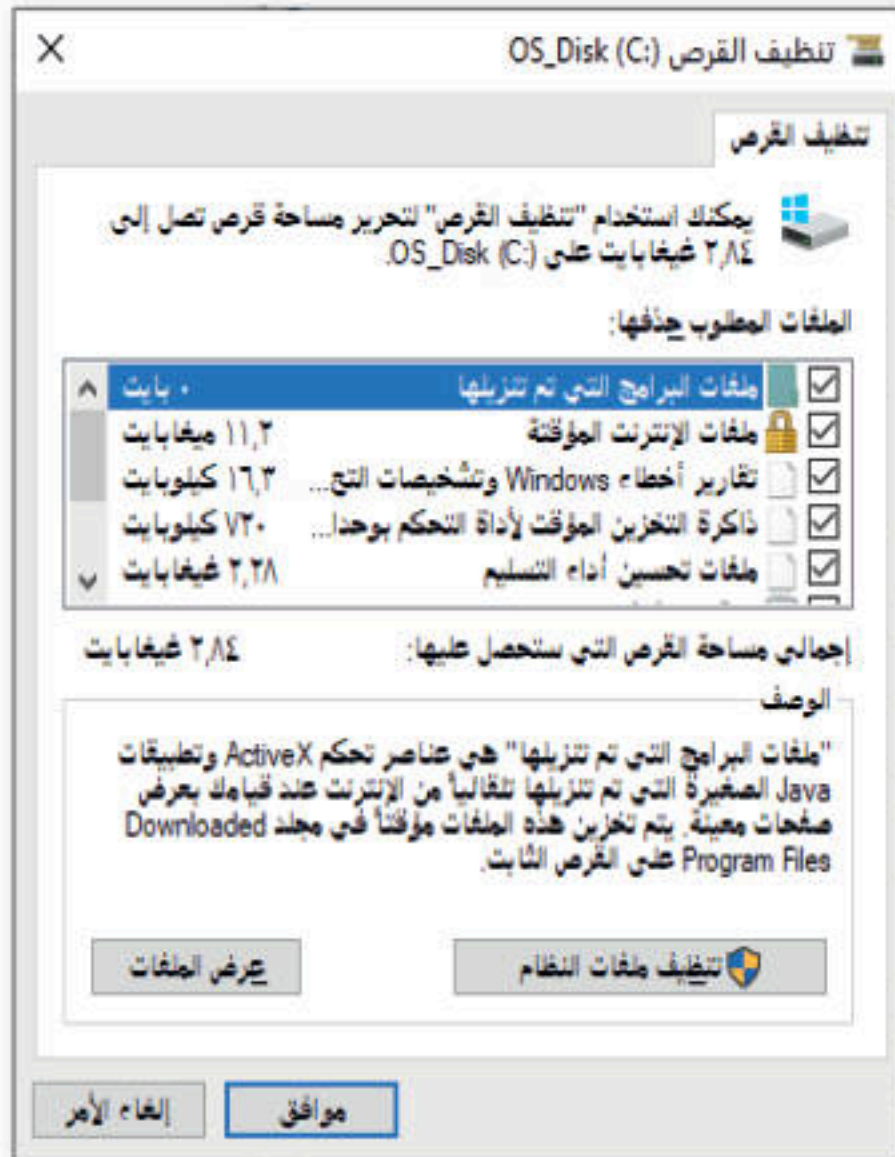 تنظيف القرص OS_Disk (C:)
تنظيف القرص
يمكنك استخدام "تنظيف القرص" لتحرير مساحة قرص تصل إلى
٢,٨٤ غيغابايت على OS_Disk (C:).
الملفات المطلوب حذفها:
ملفات البرامج التي تم تنزيلها ٠ بايت
ملفات الإنترنت المؤقتة ١١,٢ ميغابايت
تقارير أخطاء Windows وتشخيصات التح... ١٦,٣ كيلوبايت
ذاكرة التخزين المؤقت لأداة التحكم بوحدا... ٧٣٠ كيلوبايت
ملفات تحسين أداء التسليم ٢,٢٨ غيغابايت
إجمالي مساحة القرص التي ستحصل عليها: ٢,٨٤ غيغابايت
الوصف
"ملفات البرامج التي تم تنزيلها" هي عناصر تحكم ActiveX وتطبيقات
Java الصغيرة التي تم تنزيلها تلقائياً من الإنترنت عند قيامك بعرض
صفحات معينة. يتم تخزين هذه الملفات مؤقتاً في مجلد Downloaded
Program Files على القرص الثابت.
تنظيف ملفات النظام عرض الملفات
موافق إلغاء الأمر